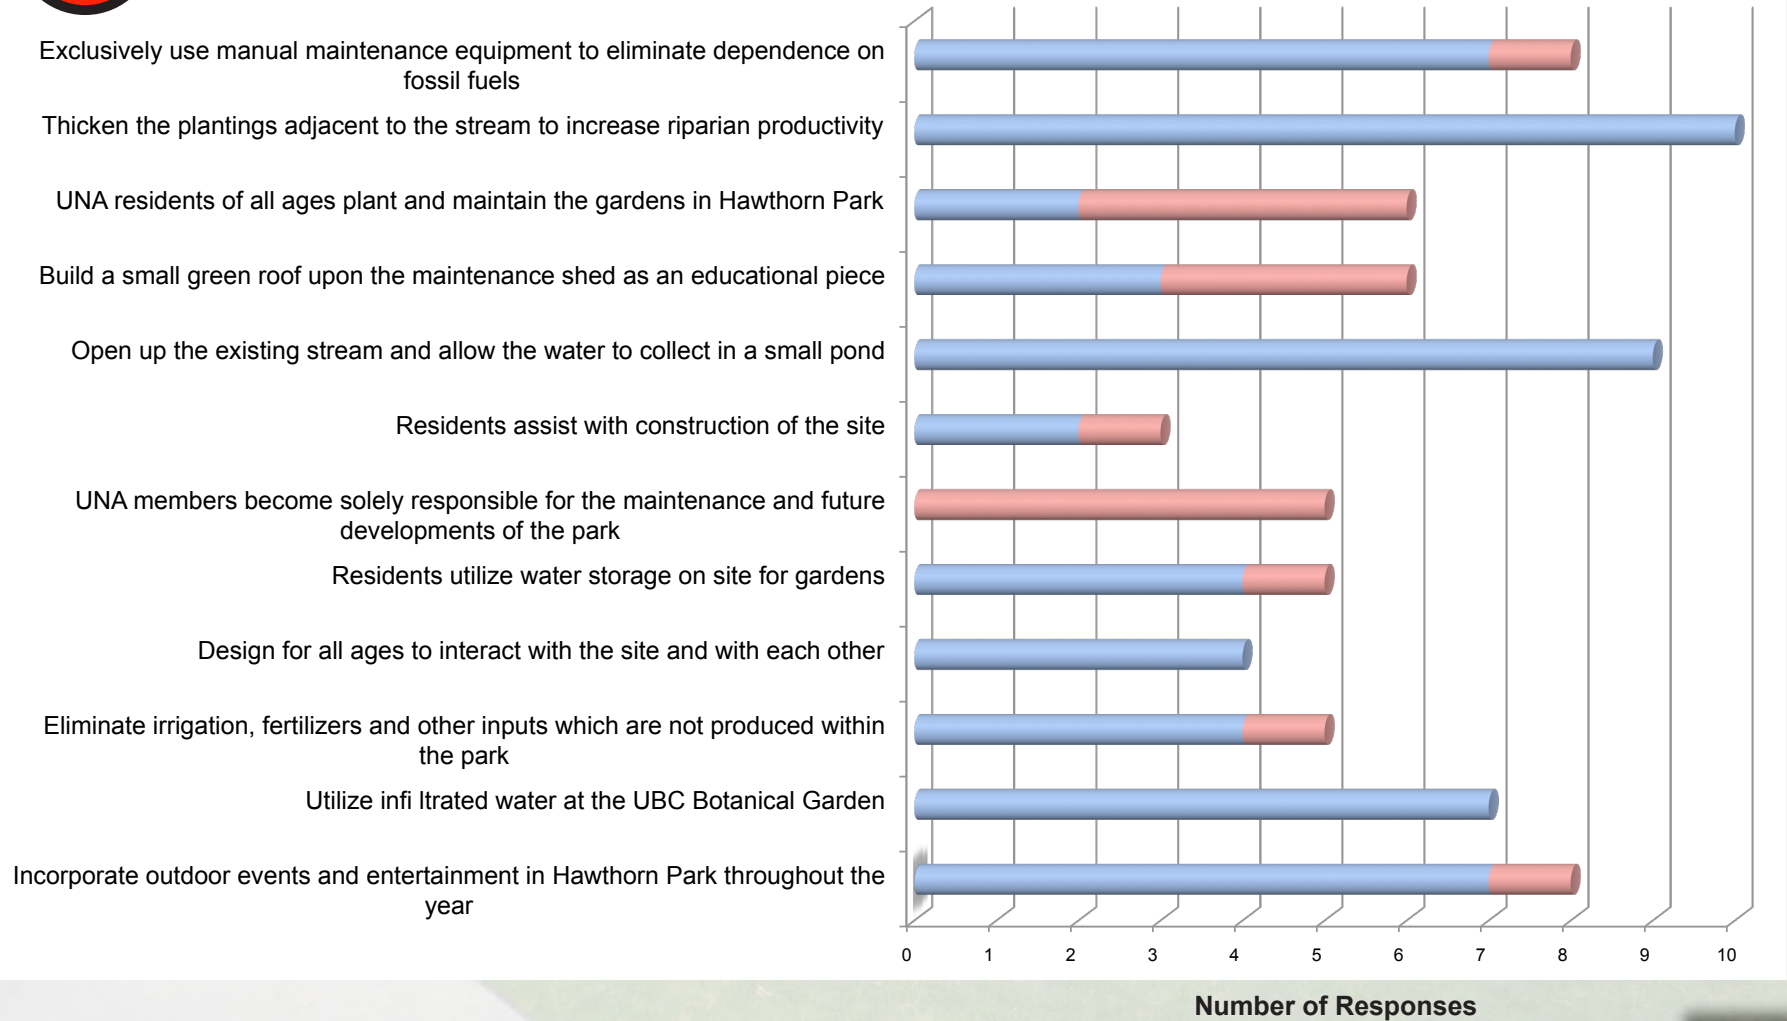 Exclusively use manual maintenance equipment to eliminate dependence on
fossil fuels
Thicken the plantings adjacent to the stream to increase riparian productivity
UNA residents of all ages plant and maintain the gardens in Hawthorn Park
Build a small green roof upon the maintenance shed as an educational piece
Open up the existing stream and allow the water to collect in a small pond
Residents assist with construction of the site
UNA members become solely responsible for the maintenance and future
developments of the park
Residents utilize water storage on site for gardens
Design for all ages to interact with the site and with each other
Eliminate irrigation, fertilizers and other inputs which are not produced within
the park
Utilize infi ltrated water at the UBC Botanical Garden
Incorporate outdoor events and entertainment in Hawthorn Park throughout the
year
0 1 2 3 4 5 6 7 8 9 10
Number of Responses